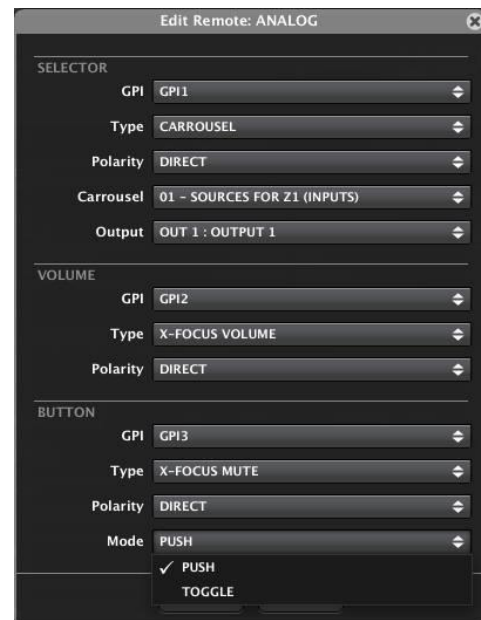 Edit Remote: ANALOG
SELECTOR
GPI GPI1
Type CARROUSEL
Polarity DIRECT
Carrousel 01 - SOURCES FOR Z1 (INPUTS)
Output OUT 1 : OUTPUT 1
VOLUME
GPI GPI2
Type X-FOCUS VOLUME
Polarity DIRECT
BUTTON
GPI GPI3
Type X-FOCUS MUTE
Polarity DIRECT
Mode PUSH
✓ PUSH
TOGGLE